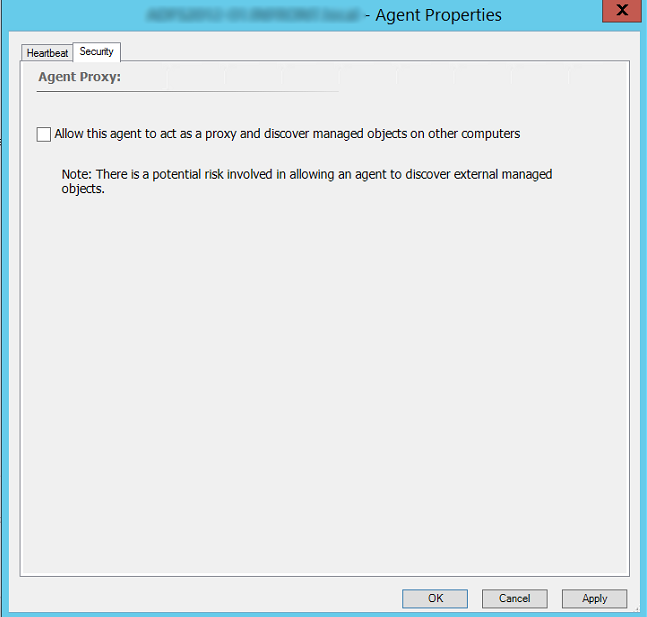 - Agent Properties
X
Heartbeat
Security
Agent Proxy:
Allow this agent to act as a proxy and discover managed objects on other computers
Note: There is a potential risk involved in allowing an agent to discover external managed
objects.
OK
Cancel
Apply